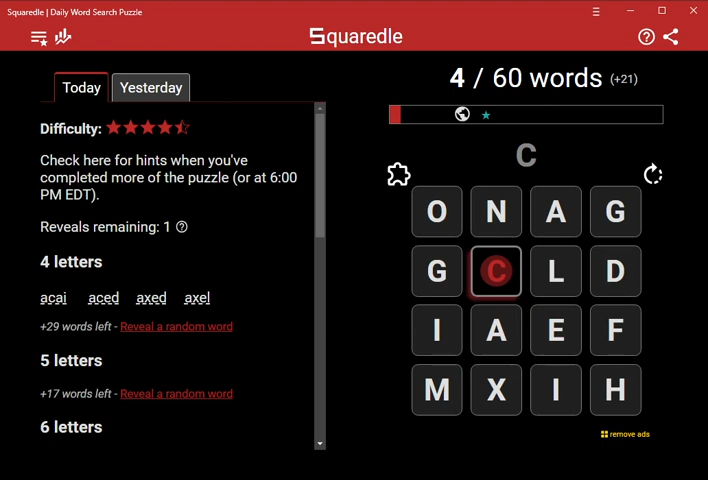 Squaredle | Daily Word Search Puzzle
Squaredle
Today
Yesterday
Difficulty:
Check here for hints when you've
completed more of the puzzle (or at 6:00
PM EDT).
Reveals remaining: 1
4 letters
acai aced axed axel
+29 words left - Reveal a random word
5 letters
+17 words left - Reveal a random word
6 letters
4 / 60 words (+21)
C
O N A G
G C L D
I A E F
M X I H
remove ads